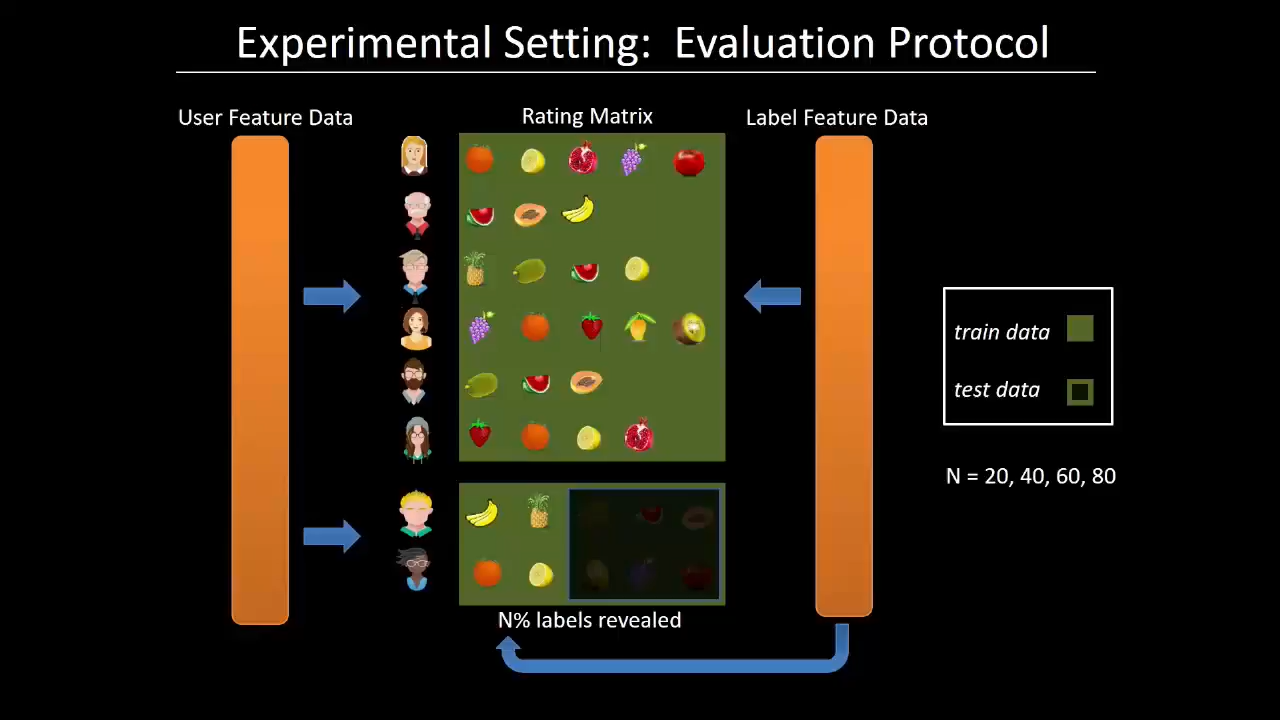 Experimental Setting: Evaluation Protocol
User Feature Data
Rating Matrix
Label Feature Data
train data
test data
N = 20, 40, 60, 80
N% labels revealed